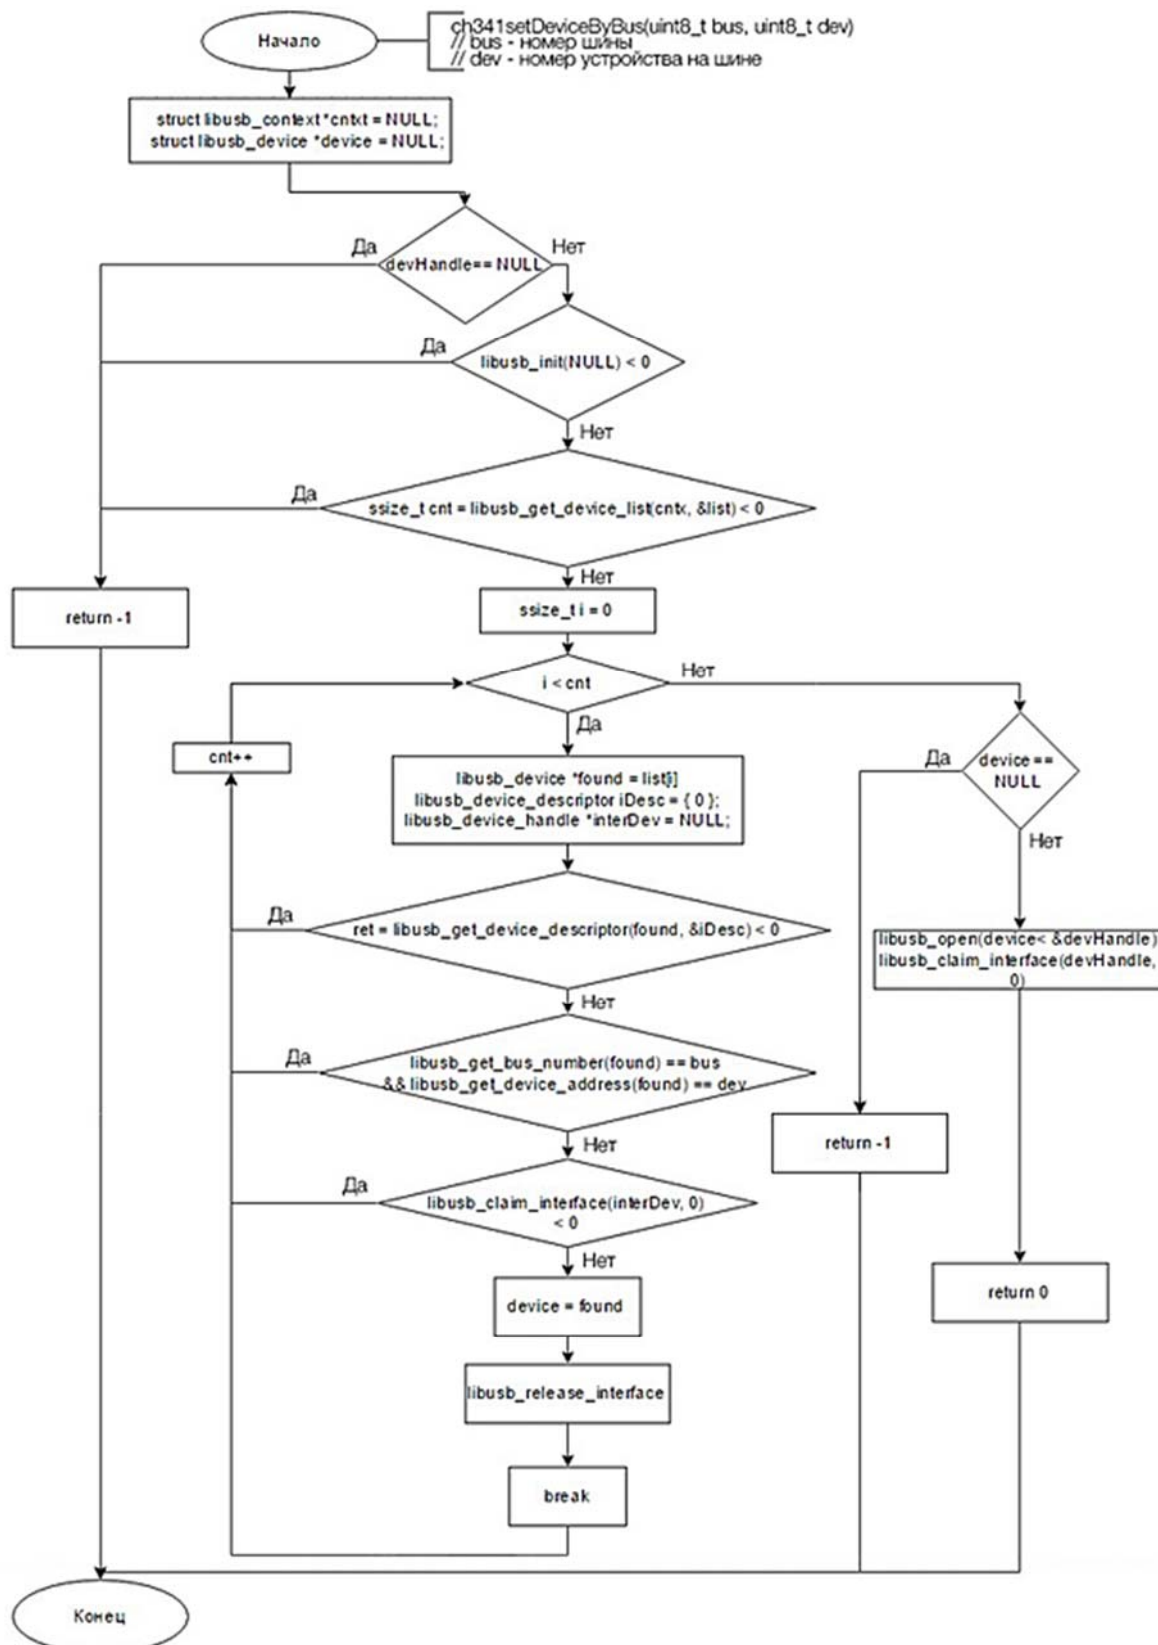 Начало
ch341setDeviceByBus(uint8_t bus, uint8_t dev)
// bus - номер шины
// dev - номер устройства на шине
struct libusb_context *cntxt = NULL;
struct libusb_device *device = NULL;
Да
devHandle== NULL
Нет
Да
libusb_init(NULL) < 0
Нет
Да
ssize_t cnt = libusb_get_device_list(cntx, &list) < 0
Нет
return -1
ssize_t i = 0
i < cnt
Нет
Да
cnt++
libusb_device *found = list[i]
libusb_device_descriptor iDesc = { 0 };
libusb_device_handle *interDev = NULL;
Да
device ==
NULL
Нет
Да
ret = libusb_get_device_descriptor(found, &iDesc) < 0
Нет
libusb_open(device< &devHandle)
libusb_claim_interface(devHandle,
0)
Да
libusb_get_bus_number(found) == bus
&& libusb_get_device_address(found) == dev
Нет
return -1
Да
libusb_claim_interface(interDev, 0)
< 0
Нет
device = found
return 0
libusb_release_interface
break
Конец